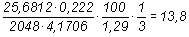 25,6812·0,222 / 2048·4,1706 · 100 / 1,29 · 1 / 3 = 13,8